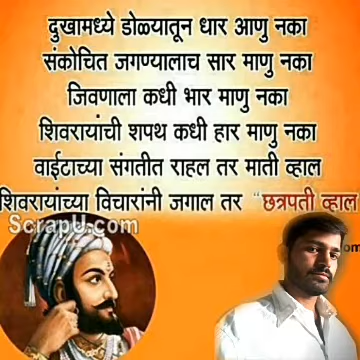 दुखामध्ये डोळ्यातून धार आणु नका
संकोचित जगण्यालाच सार माणु नका
जिवणाला कधी भार माणु नका
शिवरायांची शपथ कधी हार माणु नका
वाईटाच्या संगतीत राहल तर माती व्हाल
शिवरायांच्या विचारांनी जगाल तर "छत्रपती व्हाल
ScrapU.com
om